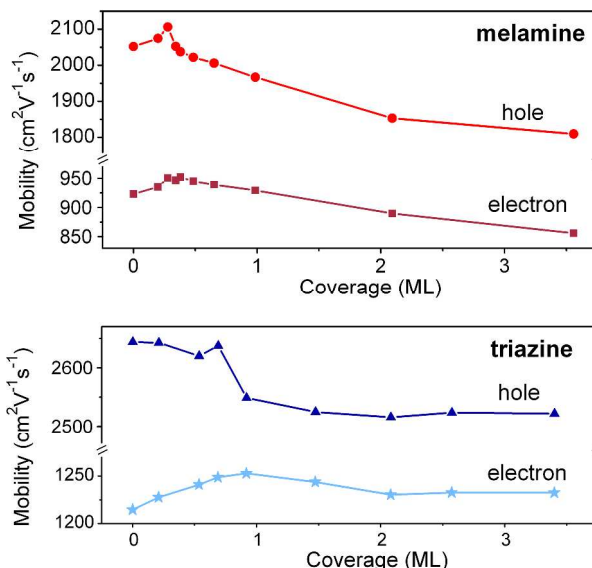 melamine
2100
2000
1900
1800
950
900
850
hole
electron
Mobility (cm²V⁻¹s⁻¹)
0 1 2 3
Coverage (ML)
triazine
2600
2500
1250
1200
hole
electron
Mobility (cm²V⁻¹s⁻¹)
0 1 2 3
Coverage (ML)